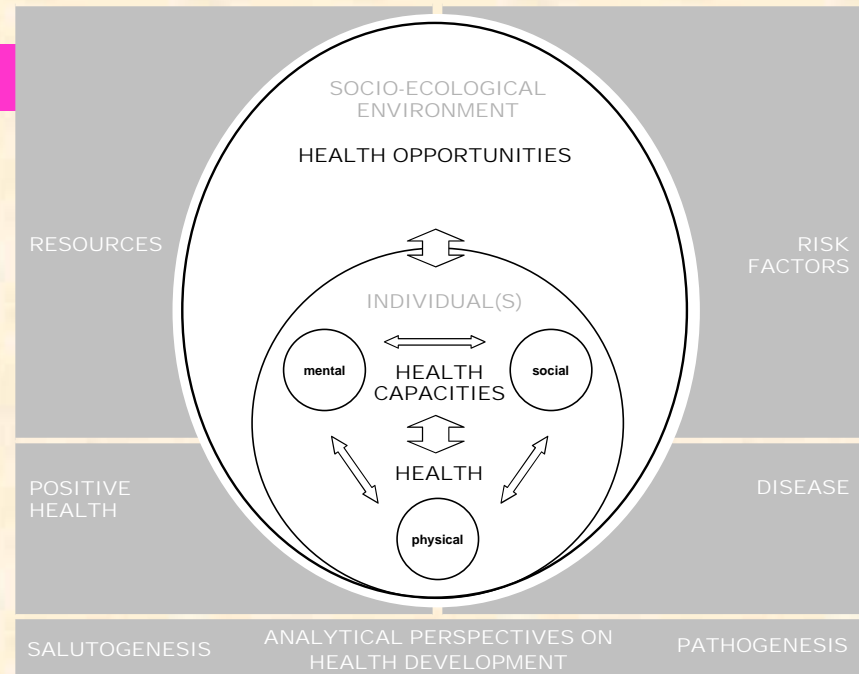 SOCIO-ECOLOGICAL
ENVIRONMENT
HEALTH OPPORTUNITIES
RESOURCES
RISK
FACTORS
INDIVIDUAL(S)
mental
social
HEALTH
CAPACITIES
HEALTH
physical
POSITIVE
HEALTH
DISEASE
SALUTOGENESIS
ANALYTICAL PERSPECTIVES ON
HEALTH DEVELOPMENT
PATHOGENESIS